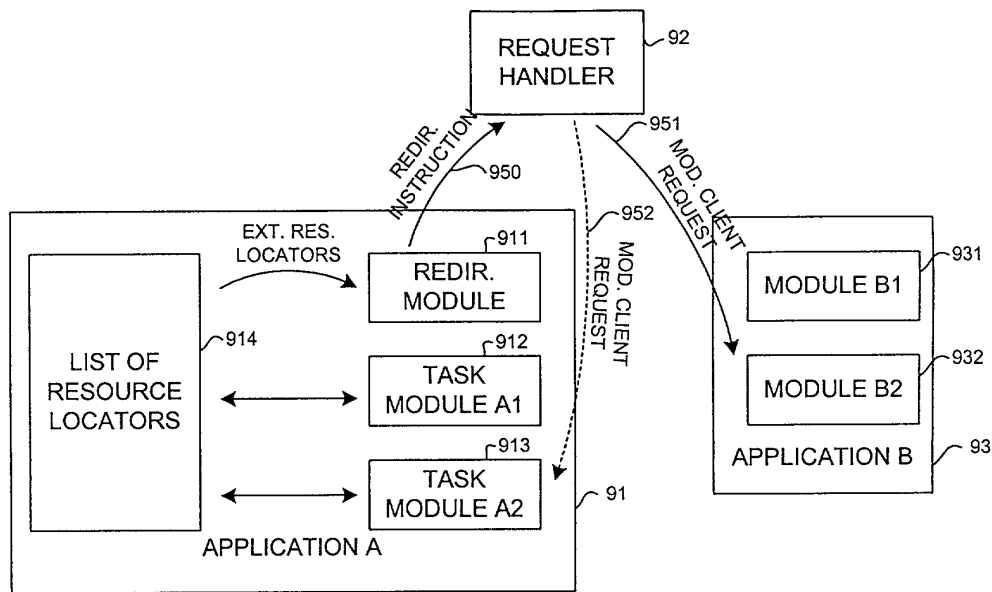 REQUEST
HANDLER
92
REDIR.
INSTRUCTION
950
951
MOD. CLIENT
REQUEST
952
MOD. CLIENT
REQUEST
EXT. RES.
LOCATORS
911
REDIR.
MODULE
914
LIST OF
RESOURCE
LOCATORS
912
TASK
MODULE A1
913
TASK
MODULE A2
91
APPLICATION A
931
MODULE B1
932
MODULE B2
APPLICATION B
93